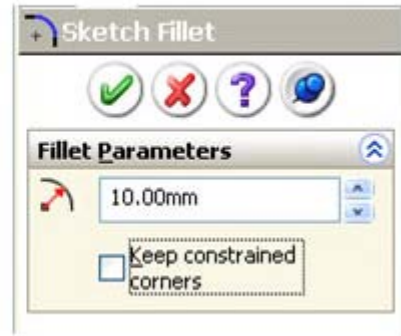 Sketch Fillet
?
Fillet Parameters
10.00mm
Keep constrained
corners